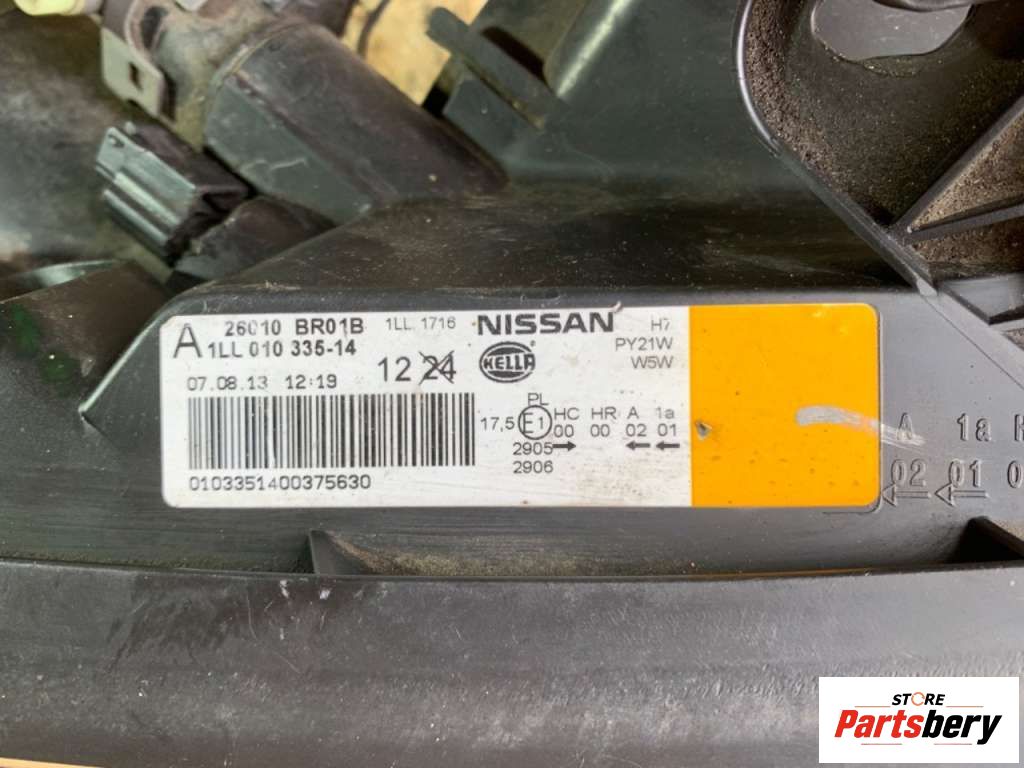 A 26010 BR01B
1LL 010 335-14
07.08.13 12:19
1LL 1716
12 24
NISSAN
HELLA
H7
PY21W
W5W
0103351400375630
PL
17,5 E1
2905
2906
HC HR A 1a
00 00 02 01
→ ← ←
A 1a H
02 01 0
← ←
STORE
Partsbery